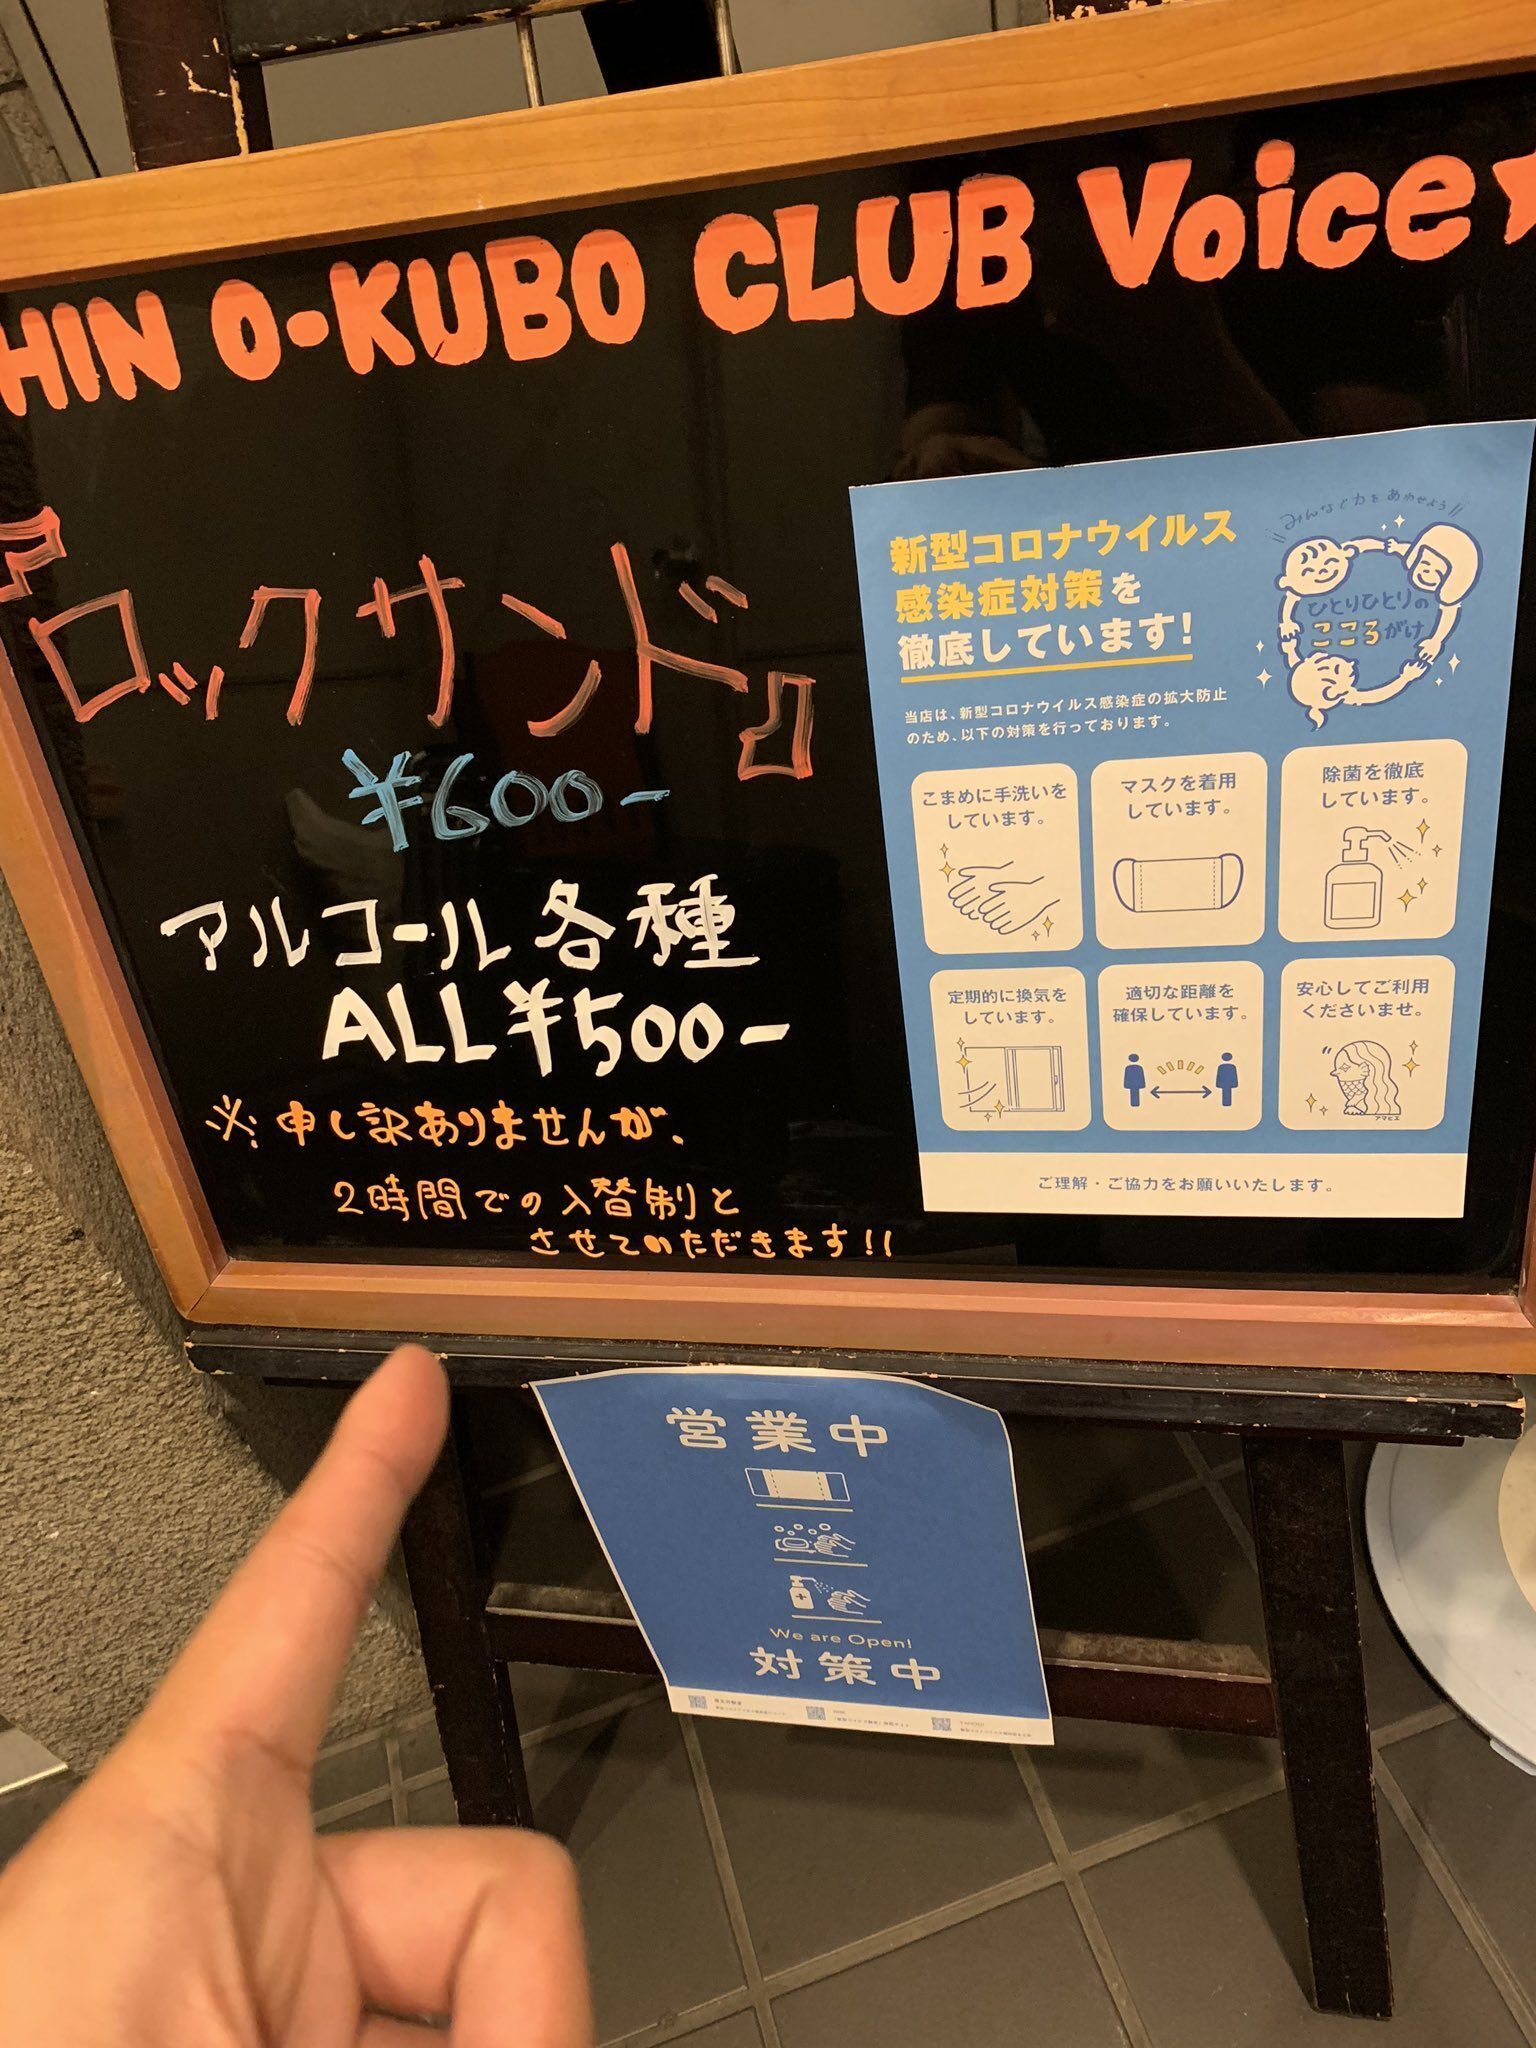 HIN O-KUBO CLUB Voice★
『ロックサンド』
¥600-
アルコール各種
ALL¥500-
※申し訳ありませんが、
2時間での入替制と
させていただきます!!
新型コロナウイルス
感染症対策を
徹底しています!
みんなで力をあわせよう
ひとりひとりの
こころがけ
当店は、新型コロナウイルス感染症の拡大防止
のため、以下の対策を行っております。
こまめに手洗いを
しています。
マスクを着用
しています。
除菌を徹底
しています。
定期的に換気を
しています。
適切な距離を
確保しています。
安心してご利用
くださいませ。
アマビエ
ご理解・ご協力をお願いいたします。
営業中
We are Open!
対策中